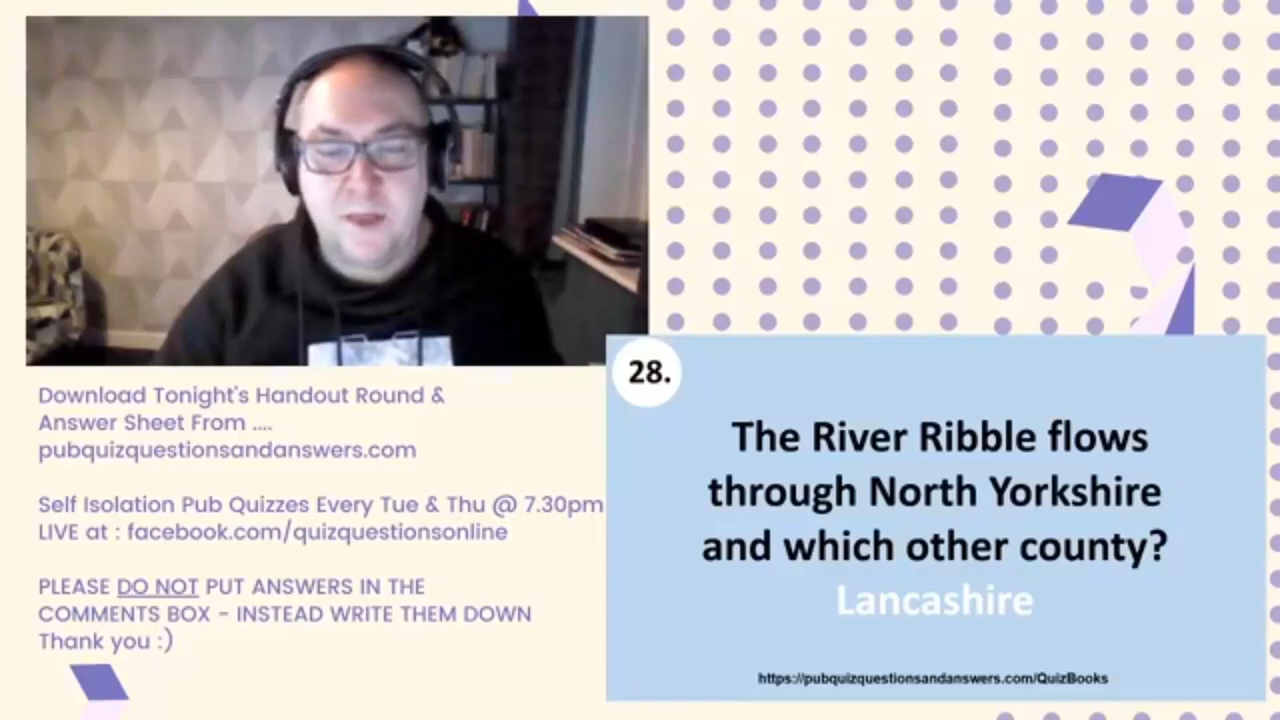 Download Tonight's Handout Round &
Answer Sheet From ....
pubquizquestionsandanswers.com
Self Isolation Pub Quizzes Every Tue & Thu @ 7.30pm
LIVE at : facebook.com/quizquestionsonline
PLEASE DO NOT PUT ANSWERS IN THE
COMMENTS BOX - INSTEAD WRITE THEM DOWN
Thank you :)
28.
The River Ribble flows
through North Yorkshire
and which other county?
Lancashire
https://pubquizquestionsandanswers.com/QuizBooks